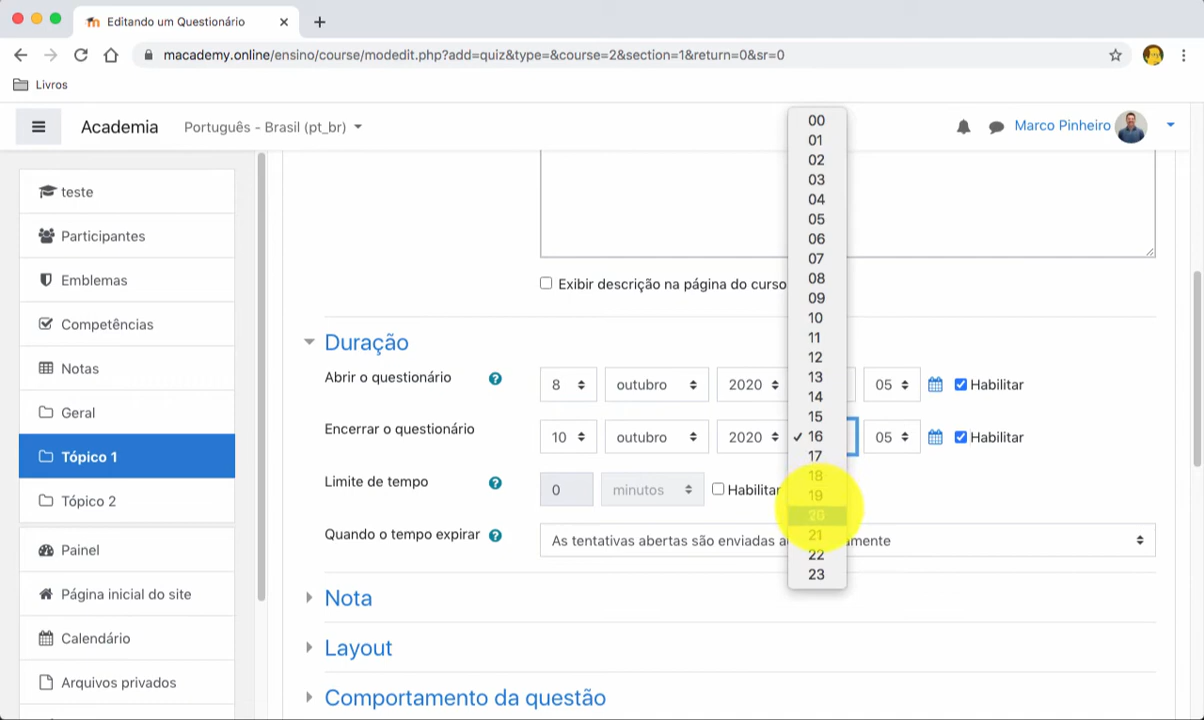 Editando um Questionário
macademy.online/ensino/course/modedit.php?add=quiz&type=&course=2&section=1&return=0&sr=0
Livros
Academia
Português - Brasil (pt_br)
Marco Pinheiro
teste
Participantes
Emblemas
Competências
Notas
Geral
Tópico 1
Tópico 2
Painel
Página inicial do site
Calendário
Arquivos privados
Exibir descrição na página do curso
Duração
Abrir o questionário ? 8 outubro 2020 05 Habilitar
Encerrar o questionário 10 outubro 2020 05 Habilitar
Limite de tempo ? 0 minutos Habilitar
Quando o tempo expirar ? As tentativas abertas são enviadas a mente
Nota
Layout
Comportamento da questão
00
01
02
03
04
05
06
07
08
09
10
11
12
13
14
15
✓ 16
17
18
19
20
21
22
23